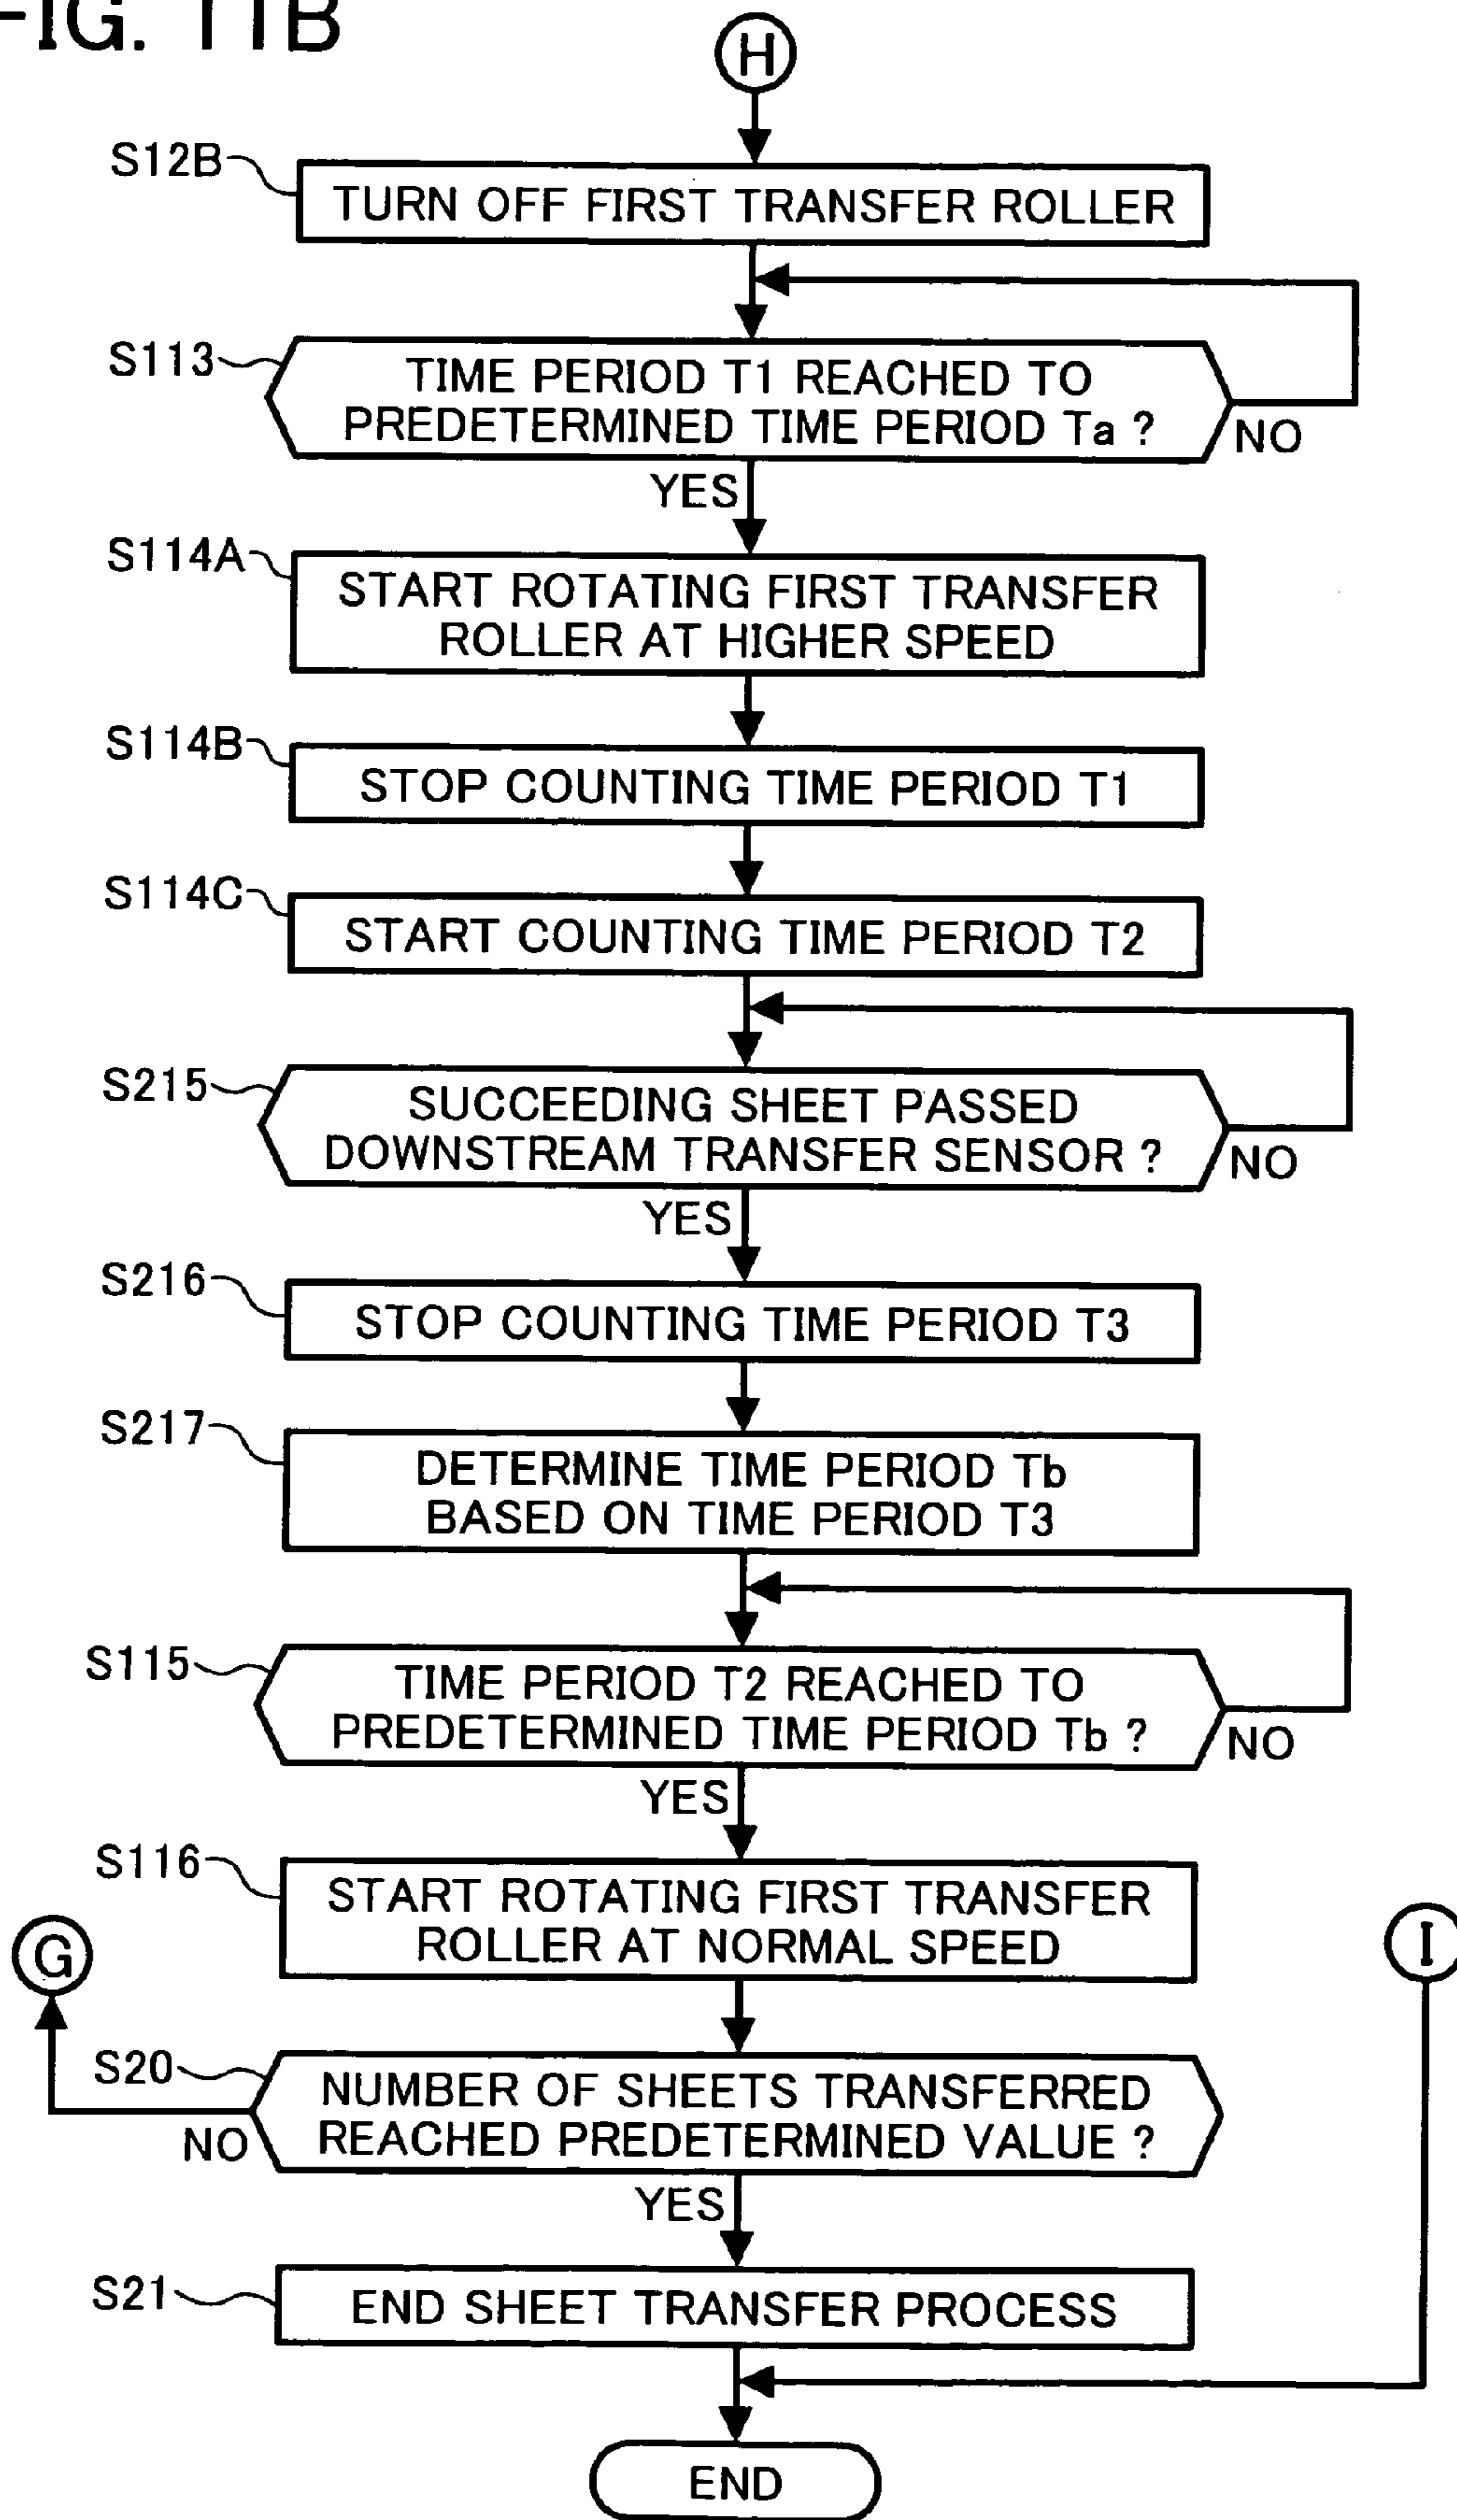 FIG. 11B
H
S12B
TURN OFF FIRST TRANSFER ROLLER
S113
TIME PERIOD T1 REACHED TO
PREDETERMINED TIME PERIOD Ta ?
NO
YES
S114A
START ROTATING FIRST TRANSFER
ROLLER AT HIGHER SPEED
S114B
STOP COUNTING TIME PERIOD T1
S114C
START COUNTING TIME PERIOD T2
S215
SUCCEEDING SHEET PASSED
DOWNSTREAM TRANSFER SENSOR ?
NO
YES
S216
STOP COUNTING TIME PERIOD T3
S217
DETERMINE TIME PERIOD Tb
BASED ON TIME PERIOD T3
S115
TIME PERIOD T2 REACHED TO
PREDETERMINED TIME PERIOD Tb ?
NO
YES
S116
START ROTATING FIRST TRANSFER
ROLLER AT NORMAL SPEED
G
I
S20
NUMBER OF SHEETS TRANSFERRED
REACHED PREDETERMINED VALUE ?
NO
YES
S21
END SHEET TRANSFER PROCESS
END